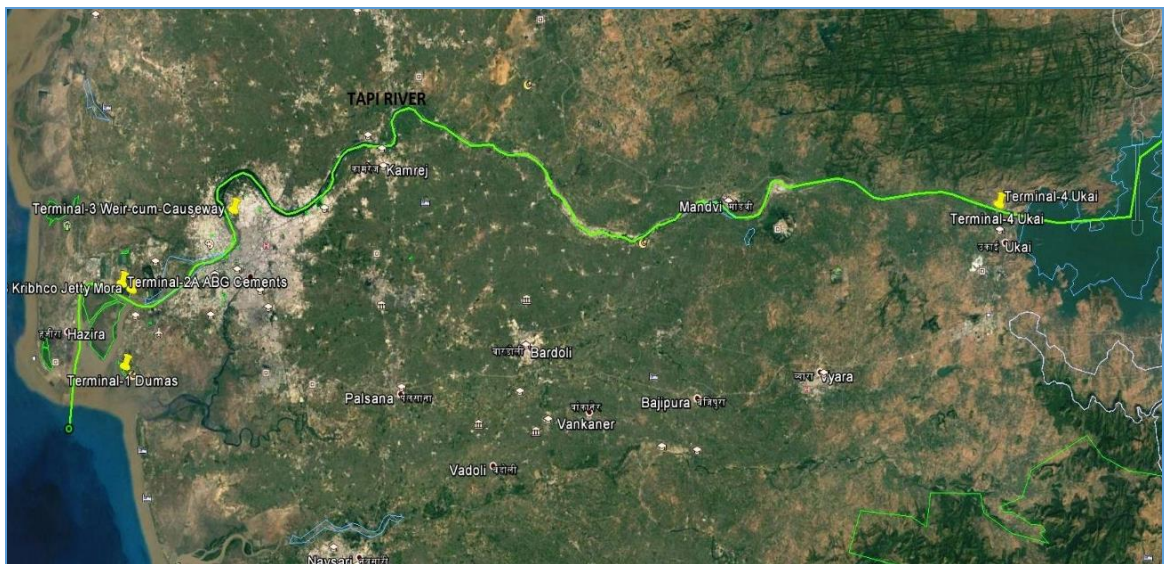 TAPI RIVER
कामरेज Kamrej
Terminal-3 Weir-cum-Causeway
Mandvi मांडवी
Terminal-4 Ukai
Terminal-4 Ukai
उकाई Ukai
Terminal-2A ABG Cements
Kribhco Jetty Mora
हजीरा Hazira
बारडोली Bardoli
Terminal-1 Dumas
व्यारा Vyara
Palsana पलसाना
Bajipura बजिपुरा
वांकानेर
Vankaner
Vadoli वडोली
Navsari नवसारी